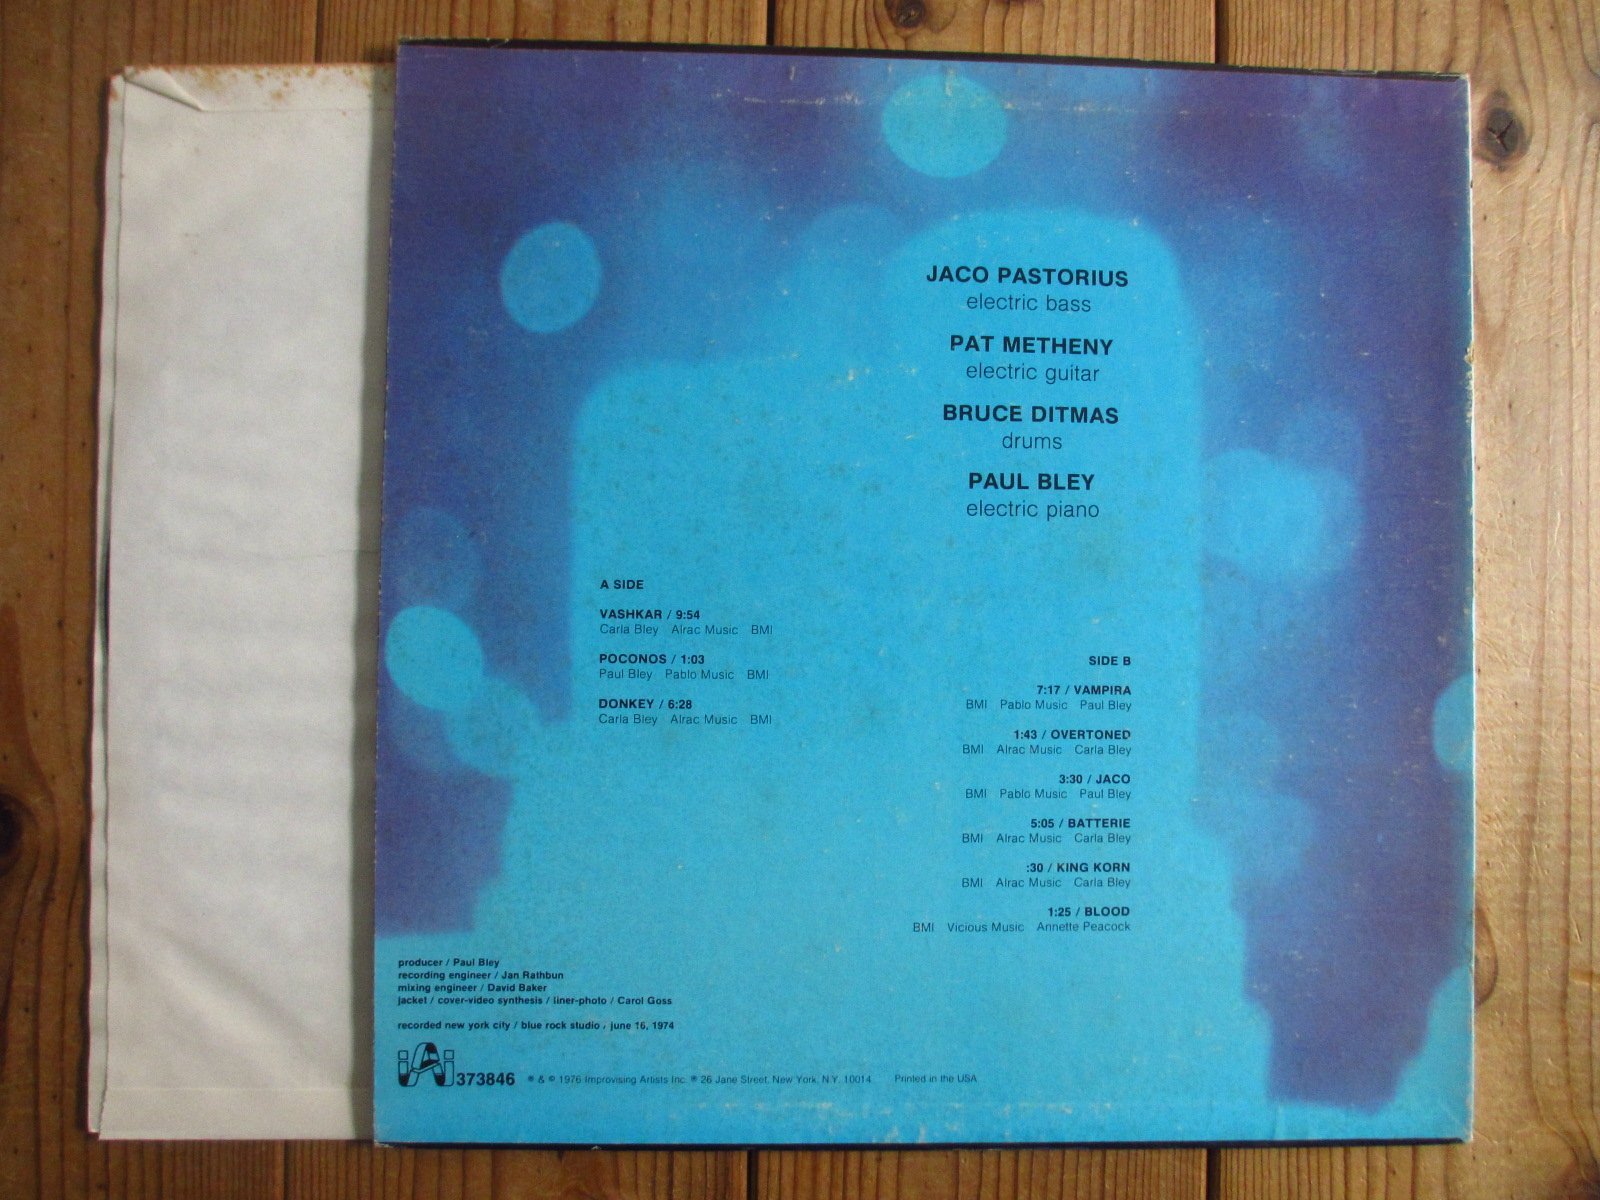 JACO PASTORIUS
electric bass
PAT METHENY
electric guitar
BRUCE DITMAS
drums
PAUL BLEY
electric piano
A SIDE
VASHKAR / 9:54
Carla Bley Alrac Music BMI
POCONOS / 1:03
Paul Bley Pablo Music BMI
DONKEY / 6:28
Carla Bley Alrac Music BMI
SIDE B
7:17 / VAMPIRA
BMI Pablo Music Paul Bley
1:43 / OVERTONED
BMI Alrac Music Carla Bley
3:30 / JACO
BMI Pablo Music Paul Bley
5:05 / BATTERIE
BMI Alrac Music Carla Bley
:30 / KING KORN
BMI Alrac Music Carla Bley
1:25 / BLOOD
BMI Vicious Music Annette Peacock
producer / Paul Bley
recording engineer / Jan Rathbun
mixing engineer / David Baker
jacket / cover-video synthesis / liner-photo / Carol Goss
recorded new york city / blue rock studio / june 16, 1974
iAi 373846 ® & ℗ 1976 Improvising Artists Inc. ® 26 Jane Street, New York, N.Y. 10014 Printed in the USA